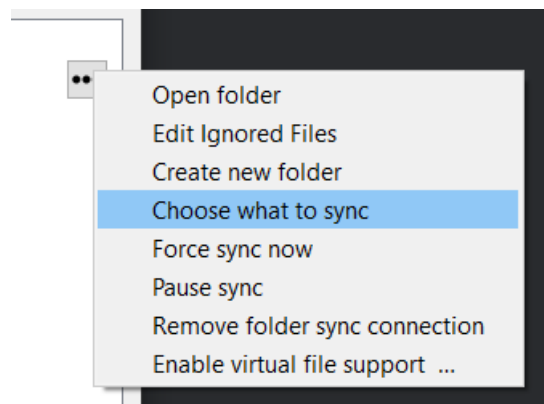 Open folder
Edit Ignored Files
Create new folder
Choose what to sync
Force sync now
Pause sync
Remove folder sync connection
Enable virtual file support ...